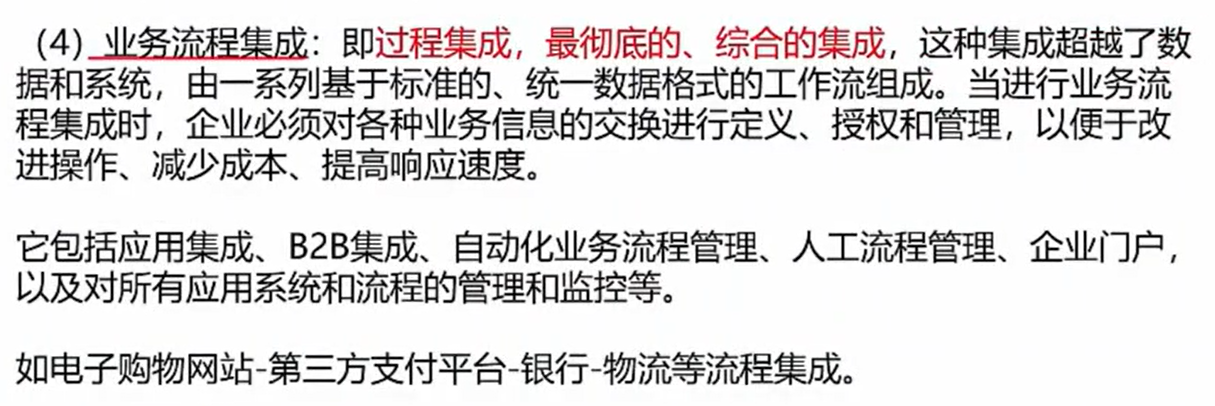 （4）业务流程集成：即过程集成，最彻底的、综合的集成，这种集成超越了数
据和系统，由一系列基于标准的、统一数据格式的工作流组成。当进行业务流
程集成时，企业必须对各种业务信息的交换进行定义、授权和管理，以便于改
进操作、减少成本、提高响应速度。
它包括应用集成、B2B集成、自动化业务流程管理、人工流程管理、企业门户，
以及对所有应用系统和流程的管理和监控等。
如电子购物网站-第三方支付平台-银行-物流等流程集成。